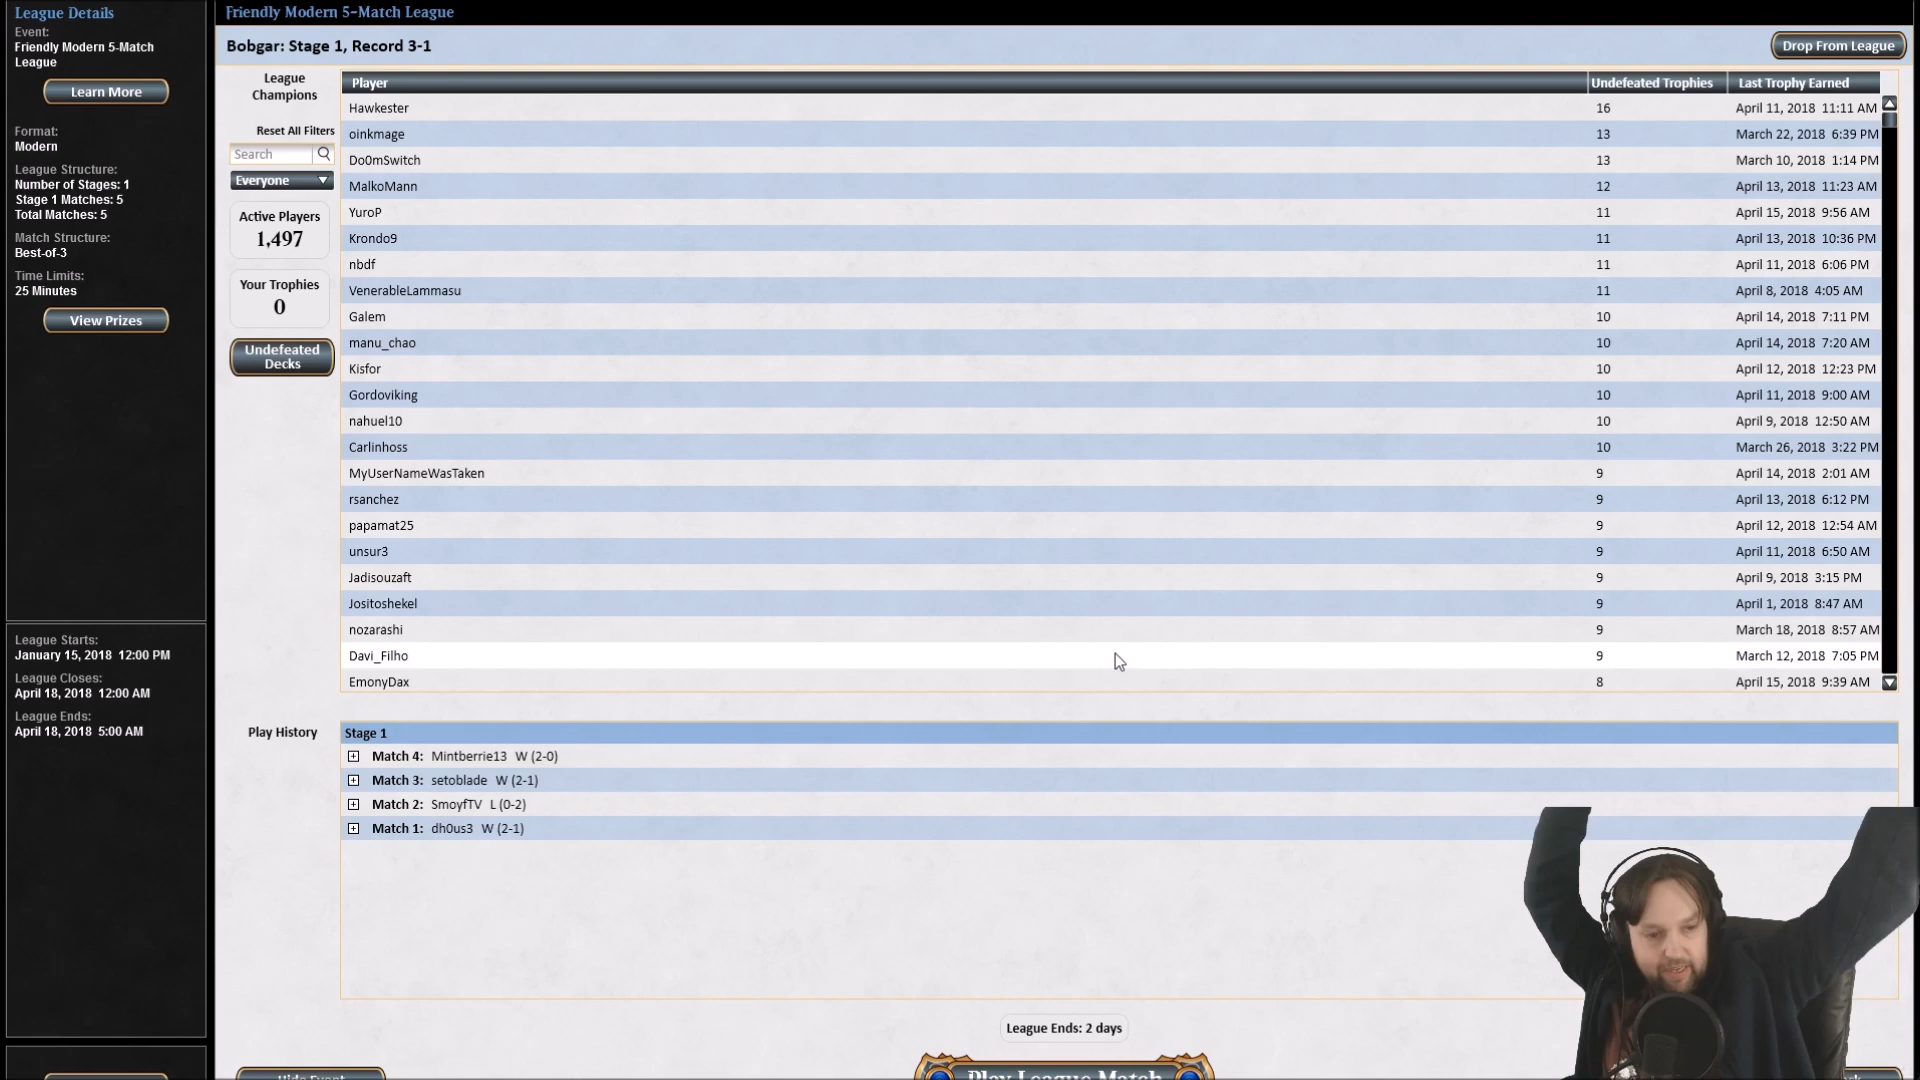 League Details
Event:
Friendly Modern 5-Match
League
Learn More
Format:
Modern
League Structure:
Number of Stages: 1
Stage 1 Matches: 5
Total Matches: 5
Match Structure:
Best-of-3
Time Limits:
25 Minutes
View Prizes
League Starts:
January 15, 2018 12:00 PM
League Closes:
April 18, 2018 12:00 AM
League Ends:
April 18, 2018 5:00 AM
Friendly Modern 5-Match League
Bobgar: Stage 1, Record 3-1
Drop From League
League
Champions
Reset All Filters
Search
Everyone
Active Players
1,497
Your Trophies
0
Undefeated
Decks
Player Undefeated Trophies Last Trophy Earned
Hawkester 16 April 11, 2018 11:11 AM
oinkmage 13 March 22, 2018 6:39 PM
Do0mSwitch 13 March 10, 2018 1:14 PM
MalkoMann 12 April 13, 2018 11:23 AM
YuroP 11 April 15, 2018 9:56 AM
Krondo9 11 April 13, 2018 10:36 PM
nbdf 11 April 11, 2018 6:06 PM
VenerableLammasu 11 April 8, 2018 4:05 AM
Galem 10 April 14, 2018 7:11 PM
manu_chao 10 April 14, 2018 7:20 AM
Kisfor 10 April 12, 2018 12:23 PM
Gordoviking 10 April 11, 2018 9:00 AM
nahuel10 10 April 9, 2018 12:50 AM
Carlinhoss 10 March 26, 2018 3:22 PM
MyUserNameWasTaken 9 April 14, 2018 2:01 AM
rsanchez 9 April 13, 2018 6:12 PM
papamat25 9 April 12, 2018 12:54 AM
unsur3 9 April 11, 2018 6:50 AM
Jadisouzaft 9 April 9, 2018 3:15 PM
Jositoshekel 9 April 1, 2018 8:47 AM
nozarashi 9 March 18, 2018 8:57 AM
Davi_Filho 9 March 12, 2018 7:05 PM
EmonyDax 8 April 15, 2018 9:39 AM
Play History
Stage 1
Match 4: Mintberrie13 W (2-0)
Match 3: setoblade W (2-1)
Match 2: SmoyfTV L (0-2)
Match 1: dh0us3 W (2-1)
League Ends: 2 days
Hide Event
Play League Match